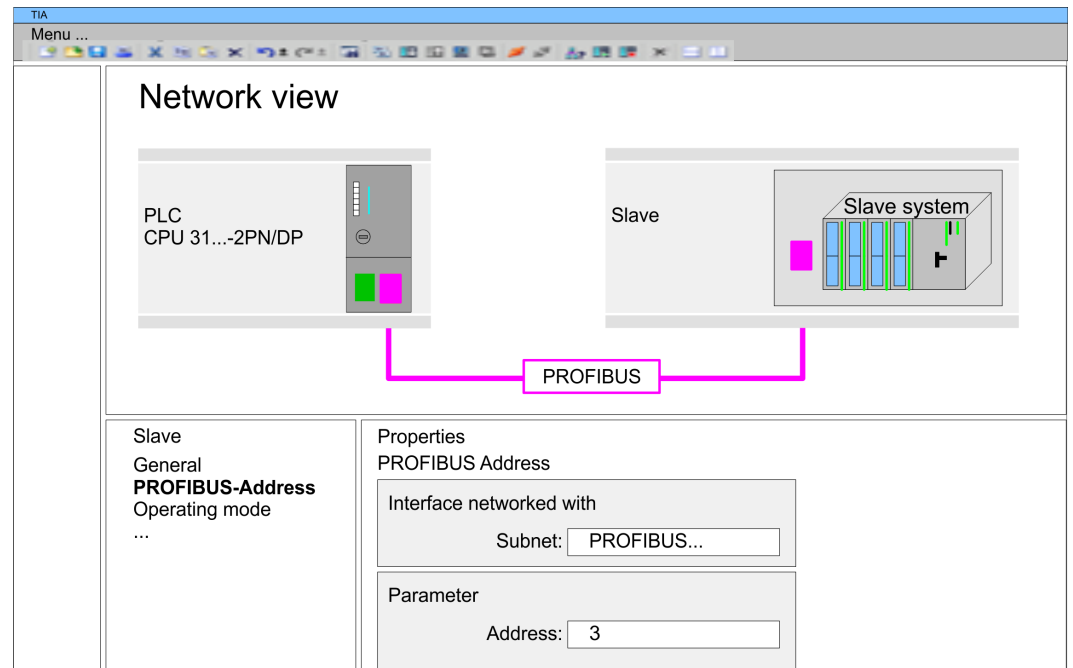 TIA
Menu ...
Network view
PLC
CPU 31...-2PN/DP
Slave
Slave system
PROFIBUS
Slave
General
PROFIBUS-Address
Operating mode
...
Properties
PROFIBUS Address
Interface networked with
Subnet: PROFIBUS...
Parameter
Address: 3